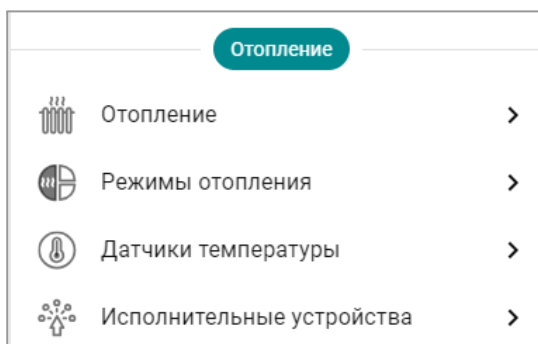 Отопление
Отопление
Режимы отопления
Датчики температуры
Исполнительные устройства